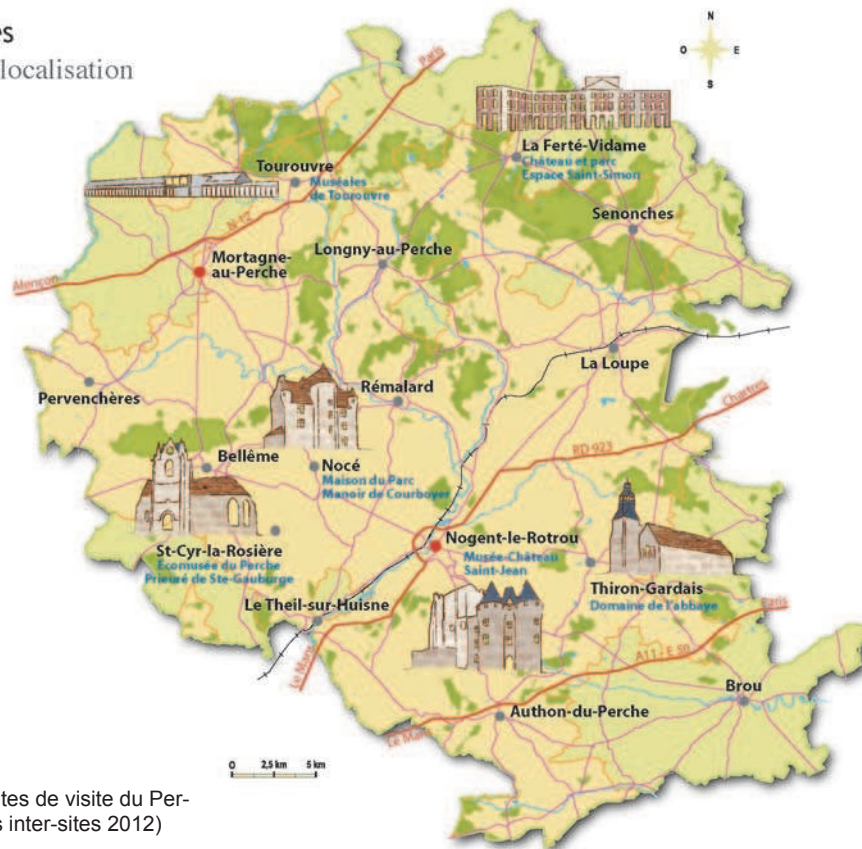 es
localisation
N
O
E
S
Paris
La Ferté-Vidame
Château et parc
Espace Saint-Simon
Tourouvre
Muséales
de Tourouvre
Senonches
N 12
Mortagne-
au-Perche
Longny-au-Perche
Alençon
La Loupe
Pervenchères
Rémalard
Chartres
RD 923
Bellême
Nocé
Maison du Parc
Manoir de Courboyer
St-Cyr-la-Rosière
Ecomusée du Perche
Prieuré de Ste-Gauburge
Nogent-le-Rotrou
Musée-Château
Saint-Jean
Thiron-Gardais
Domaine de l'abbaye
Le Theil-sur-Huisne
Paris
Le Mans
A11 - E 50
Brou
Le Mans
Authon-du-Perche
0 2,5 km 5 km
tes de visite du Per-
s inter-sites 2012)